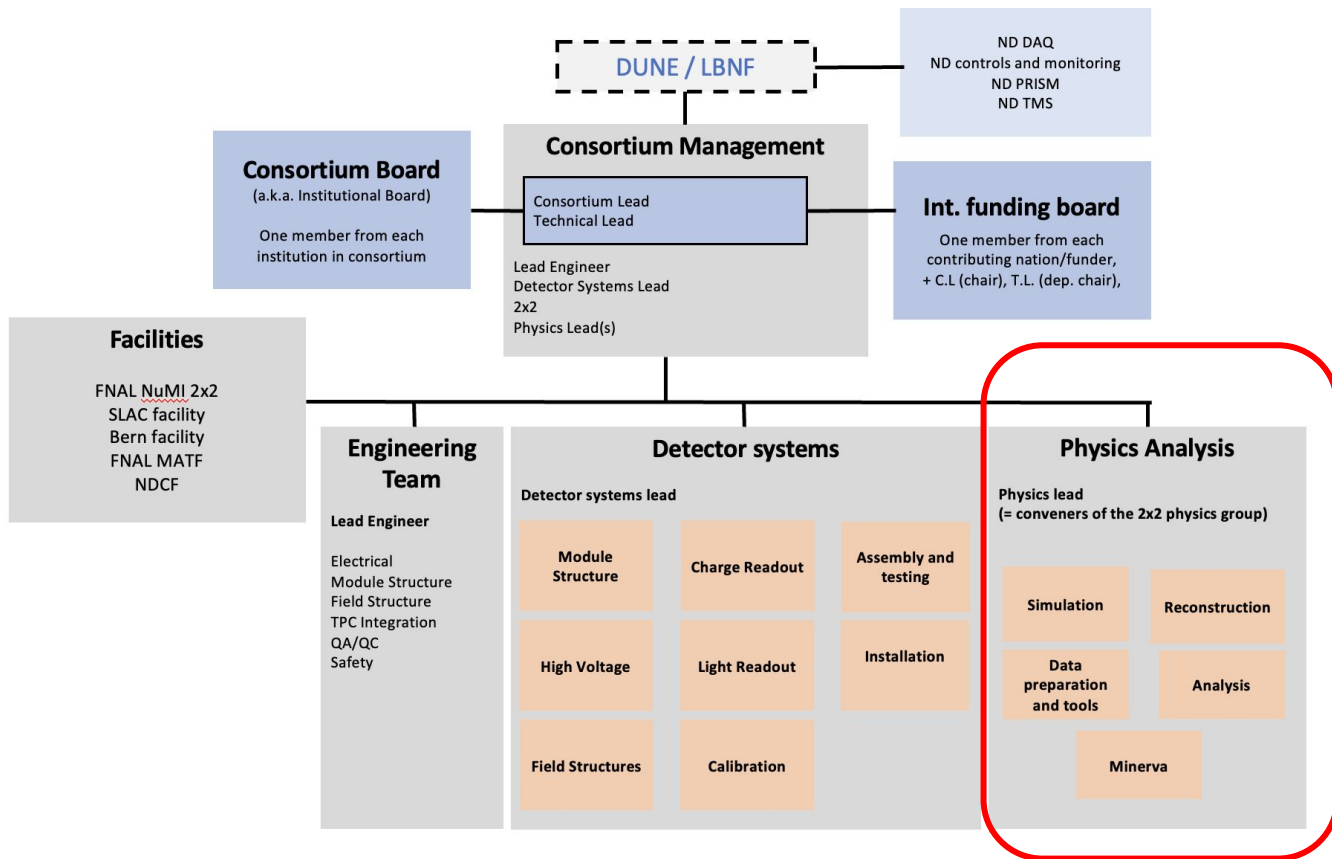 DUNE / LBNF
ND DAQ
ND controls and monitoring
ND PRISM
ND TMS
Consortium Board
(a.k.a. Institutional Board)
One member from each
institution in consortium
Consortium Management
Consortium Lead
Technical Lead
Lead Engineer
Detector Systems Lead
2x2
Physics Lead(s)
Int. funding board
One member from each
contributing nation/funder,
+ C.L (chair), T.L. (dep. chair),
Facilities
FNAL NuMI 2x2
SLAC facility
Bern facility
FNAL MATF
NDCF
Engineering
Team
Lead Engineer
Electrical
Module Structure
Field Structure
TPC Integration
QA/QC
Safety
Detector systems
Detector systems lead
Module
Structure
Charge Readout
Assembly and
testing
High Voltage
Light Readout
Installation
Field Structures
Calibration
Physics Analysis
Physics lead
(= conveners of the 2x2 physics group)
Simulation
Reconstruction
Data
preparation
and tools
Analysis
Minerva